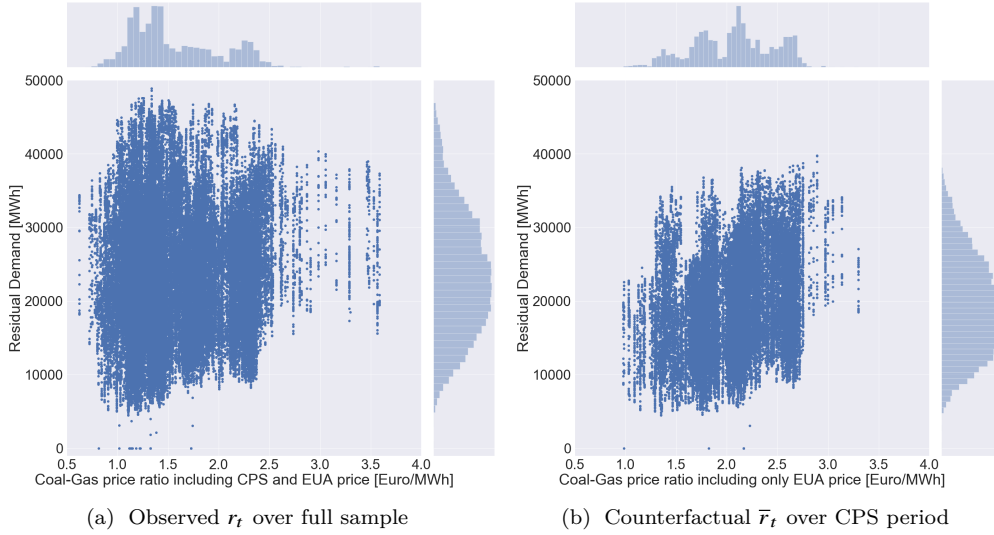 50000
40000
30000
20000
10000
0
Residual Demand [MWh]
0.5 1.0 1.5 2.0 2.5 3.0 3.5 4.0
Coal-Gas price ratio including CPS and EUA price [Euro/MWh]
(a) Observed r_t over full sample
50000
40000
30000
20000
10000
0
Residual Demand [MWh]
0.5 1.0 1.5 2.0 2.5 3.0 3.5 4.0
Coal-Gas price ratio including only EUA price [Euro/MWh]
(b) Counterfactual r̅_t over CPS period